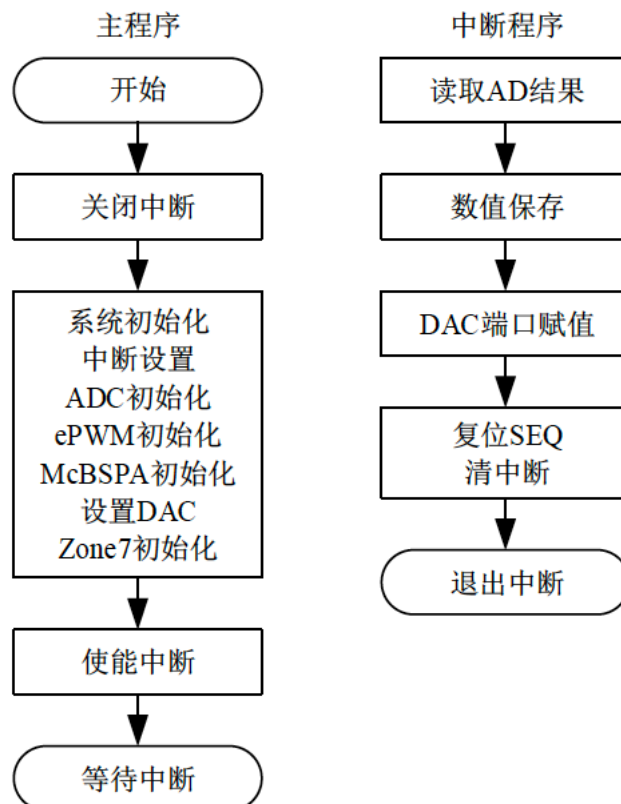 主程序
开始
关闭中断
系统初始化
中断设置
ADC初始化
ePWM初始化
McBSPA初始化
设置DAC
Zone7初始化
使能中断
等待中断
中断程序
读取AD结果
数值保存
DAC端口赋值
复位SEQ
清中断
退出中断